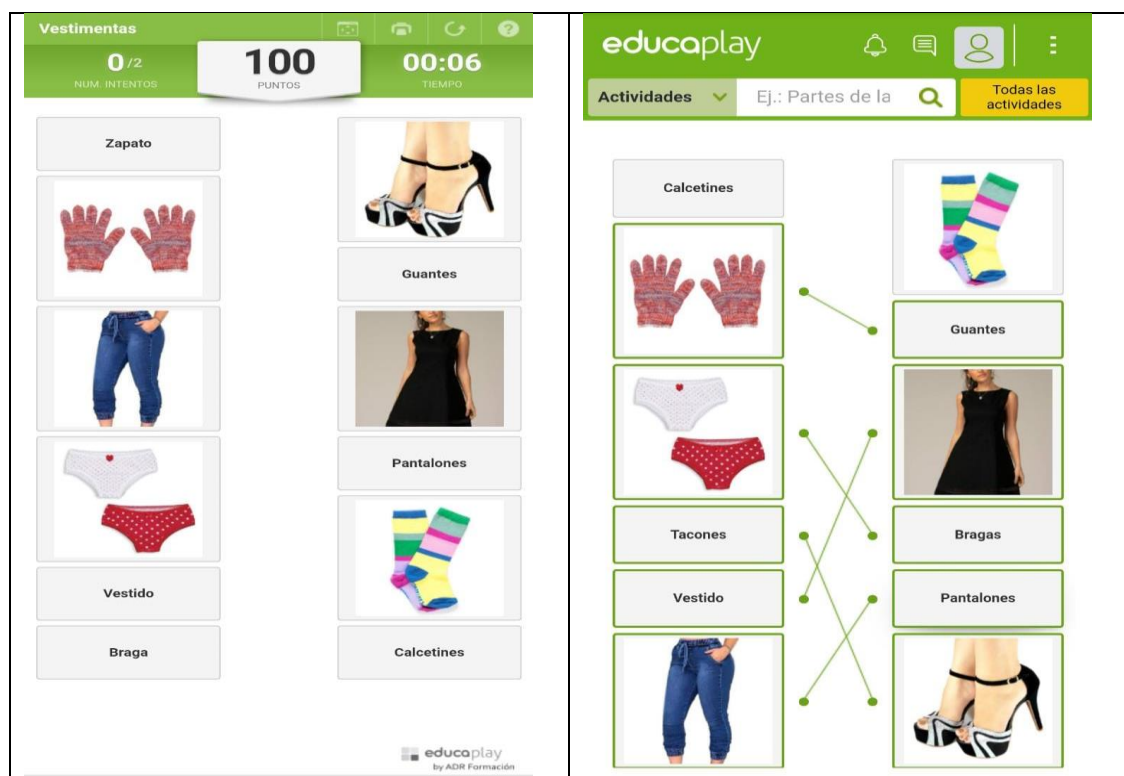 Vestimentas
0/2
NUM. INTENTOS
100
PUNTOS
00:06
TIEMPO
Zapato
Guantes
Pantalones
Vestido
Braga
Calcetines
educaplay
by ADR Formación
educaplay
Actividades
Ej.: Partes de la
Todas las
actividades
Calcetines
Guantes
Tacones
Bragas
Vestido
Pantalones